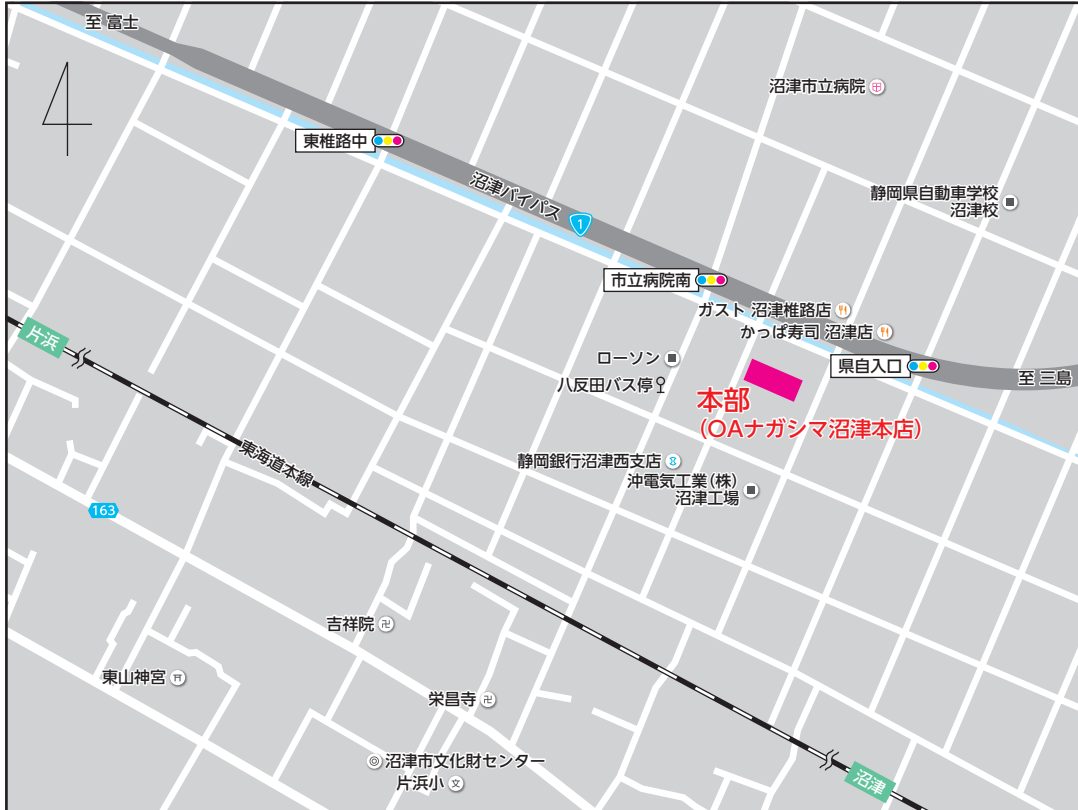 至 富士
沼津市立病院
東椎路中
静岡県自動車学校
沼津校
沼津バイパス
1
市立病院南
ガスト 沼津椎路店
かっぱ寿司 沼津店
ローソン
県自入口
至 三島
八反田バス停
本部
(OAナガシマ沼津本店)
片浜
静岡銀行沼津西支店
沖電気工業(株)
沼津工場
東海道本線
163
吉祥院
卍
東山神宮
栄昌寺
卍
沼津市文化財センター
片浜小
文
沼津